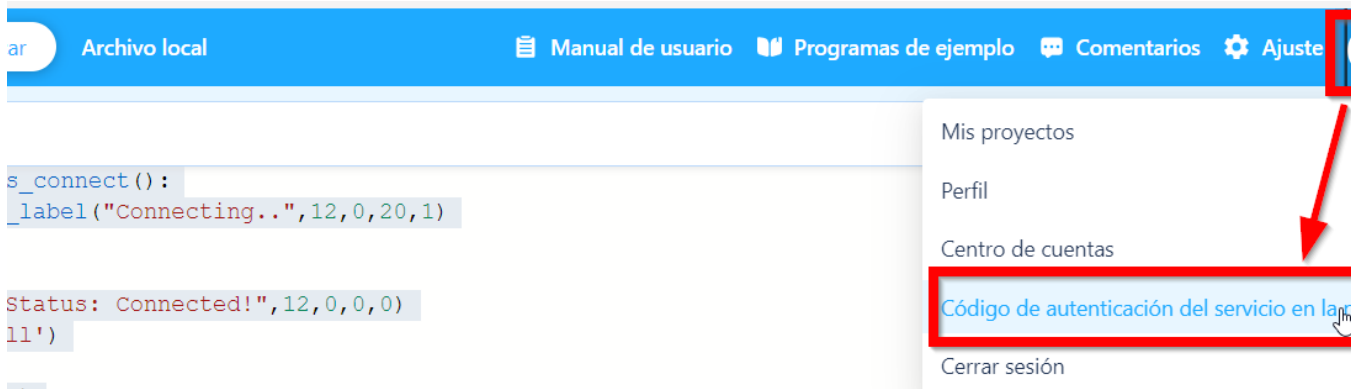 ar Archivo local Manual de usuario Programas de ejemplo Comentarios Ajuste
Mis proyectos
s_connect():
Perfil
_label("Connecting..",12,0,20,1)
Centro de cuentas
Status: Connected!",12,0,0,0)
Código de autenticación del servicio en la
ll')
Cerrar sesión